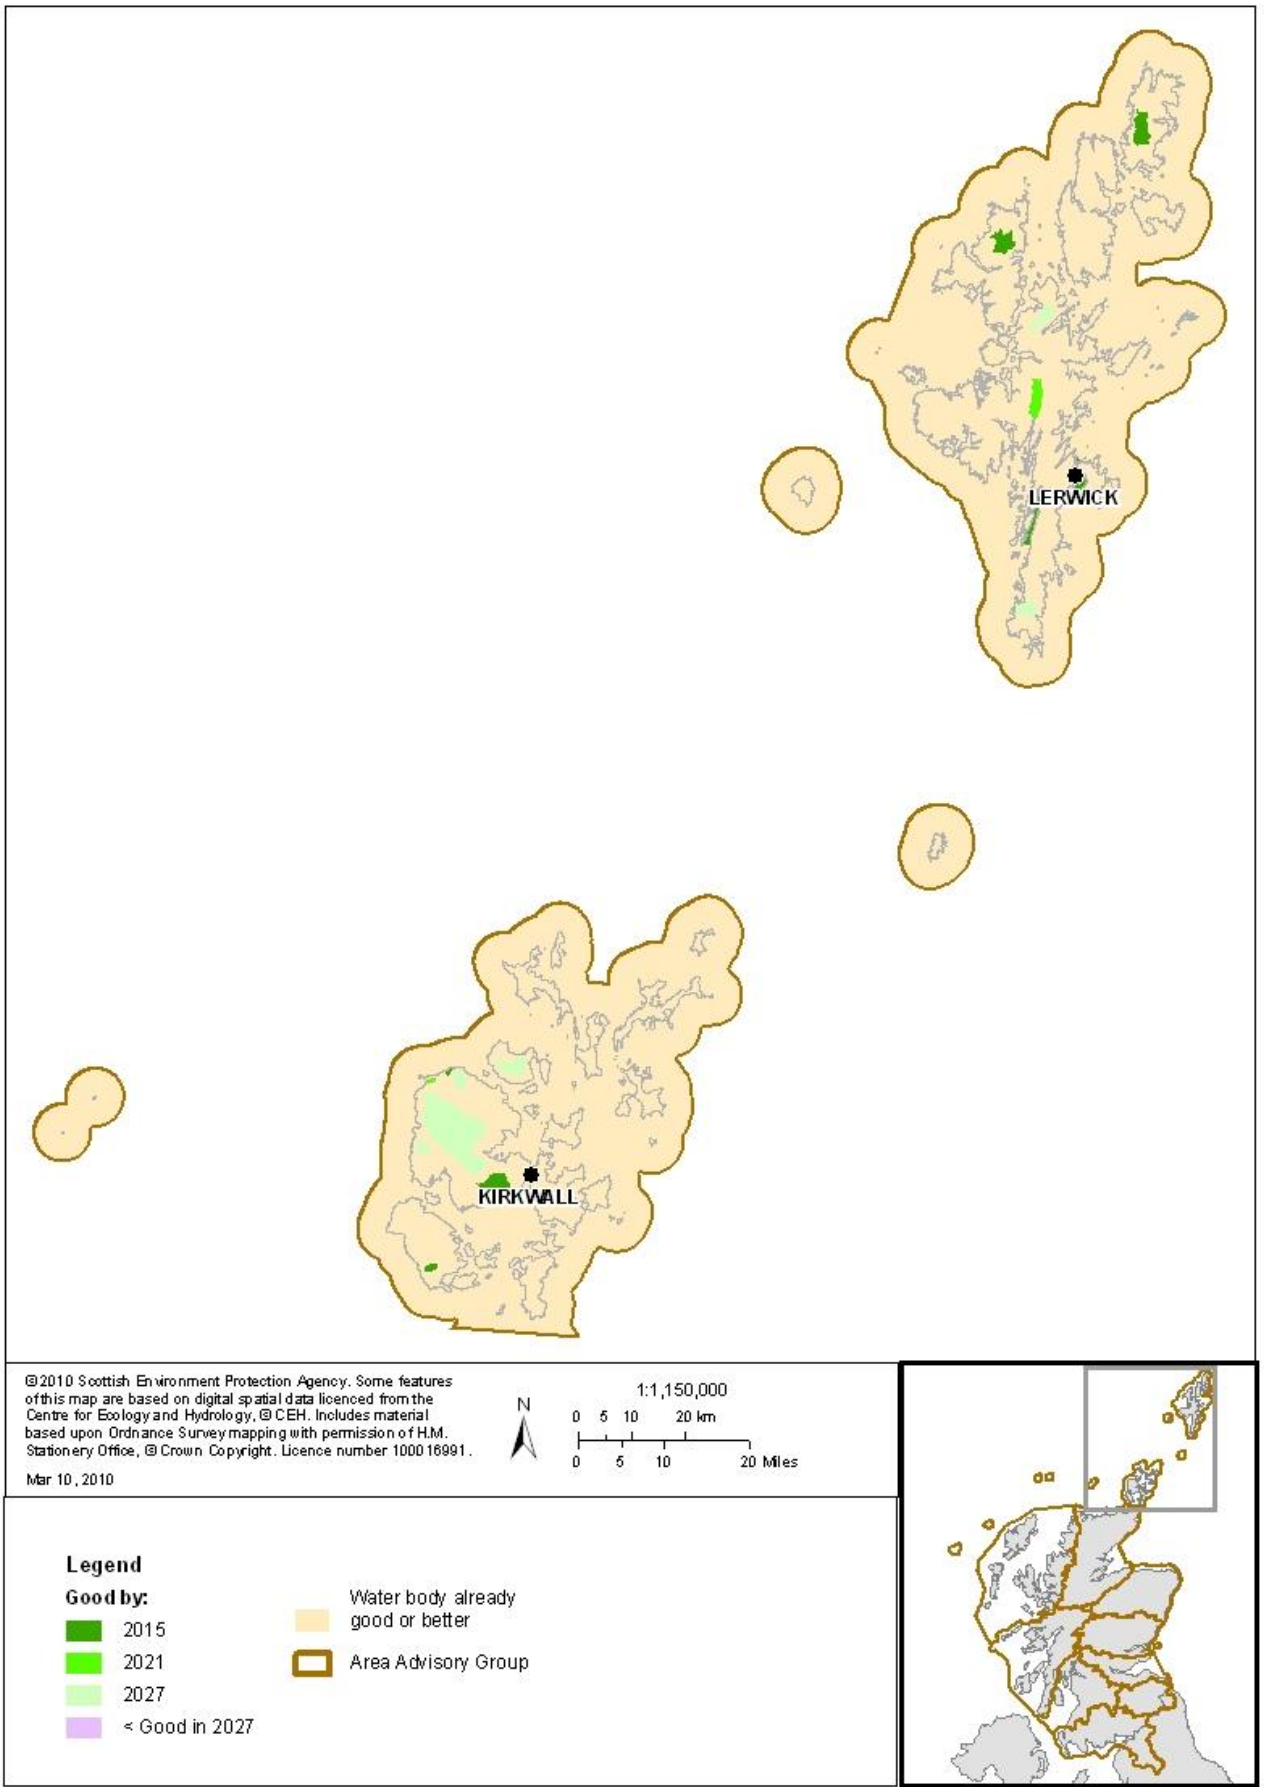 LERWICK
KIRKWALL
©2010 Scottish Environment Protection Agency. Some features
of this map are based on digital spatial data licenced from the
Centre for Ecology and Hydrology, © CEH. Includes material
based upon Ordnance Survey mapping with permission of H.M.
Stationery Office, © Crown Copyright. Licence number 100016991.
Mar 10, 2010
N
1:1,150,000
0 5 10 20 km
0 5 10 20 Miles
Legend
Good by:
2015
2021
2027
< Good in 2027
Water body already
good or better
Area Advisory Group